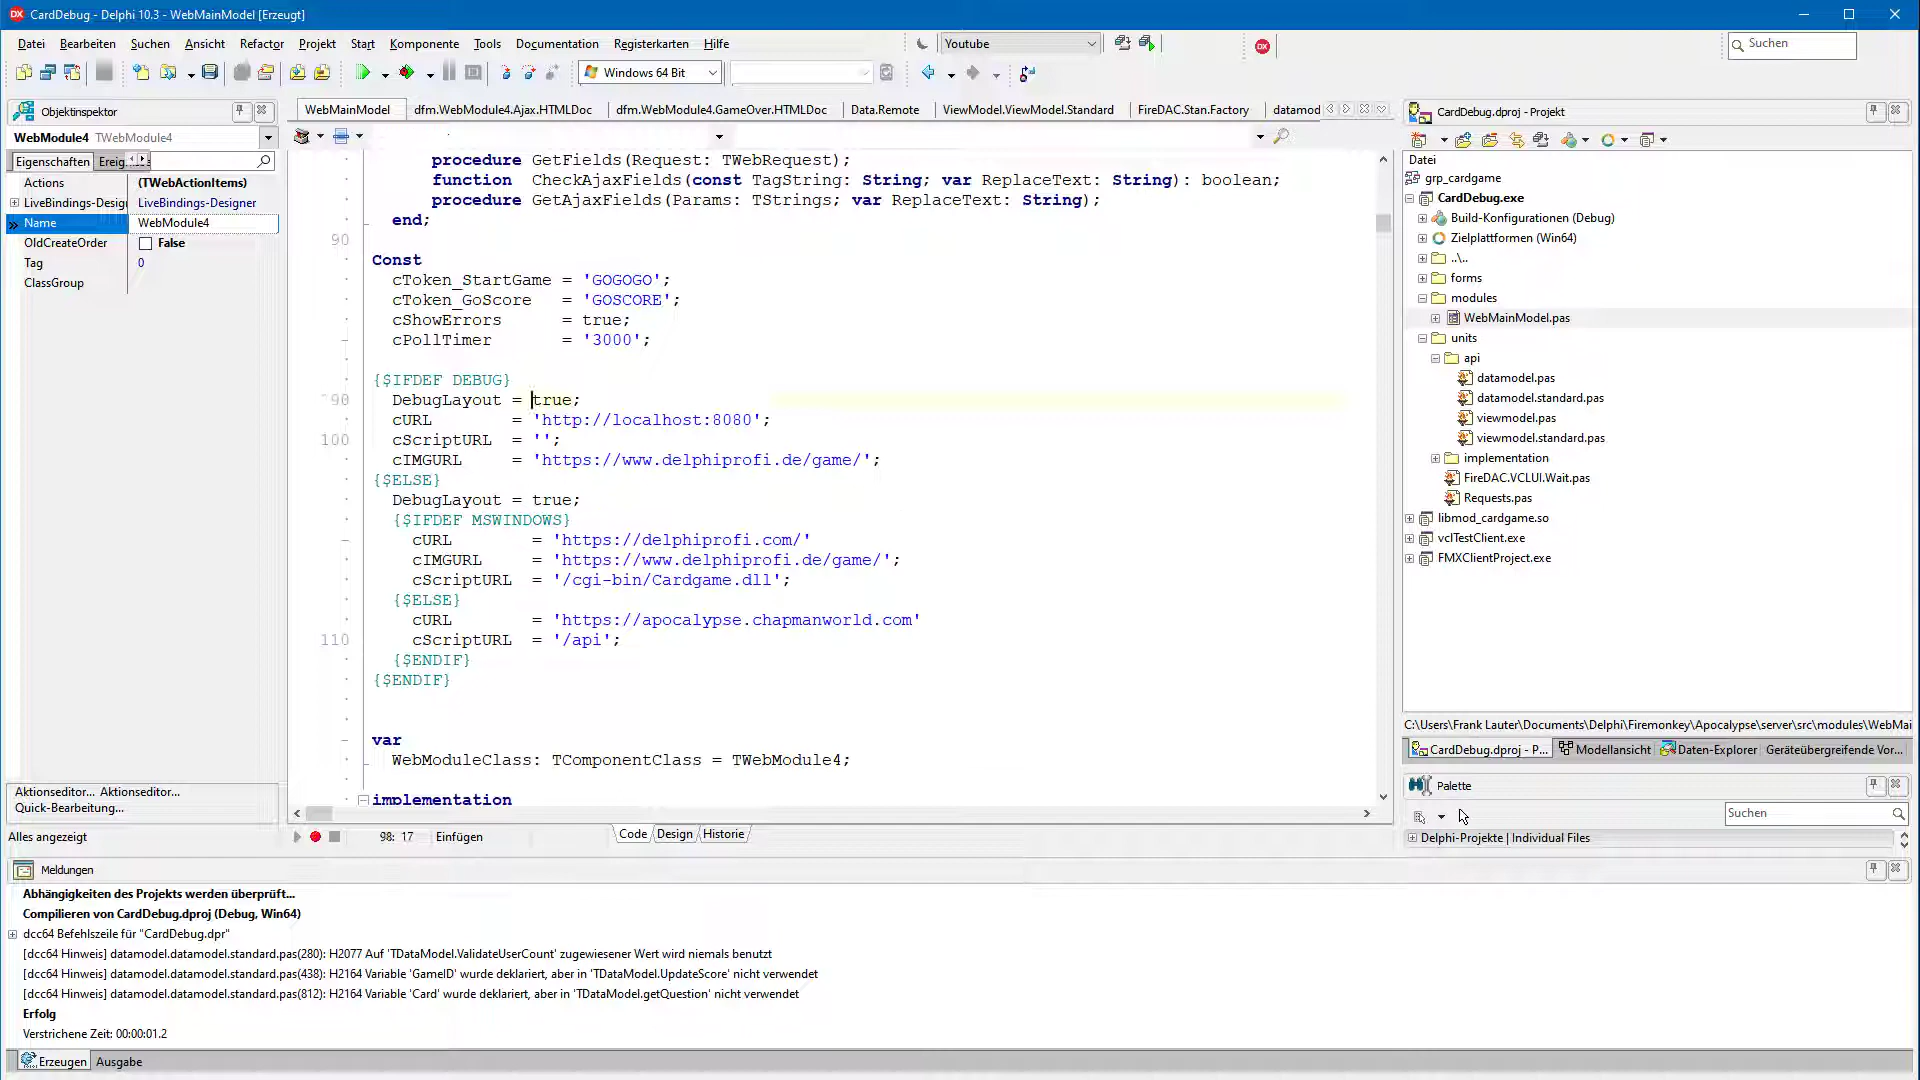 CardDebug - Delphi 10.3 - WebMainModel [Erzeugt]
Datei Bearbeiten Suchen Ansicht Refactor Projekt Start Komponente Tools Documentation Registerkarten Hilfe
Youtube
Suchen
Windows 64 Bit
Objektinspektor
WebModule4 TWebModule4
Eigenschaften Ereig
Actions (TWebActionItems)
LiveBindings-Design LiveBindings-Designer
Name WebModule4
OldCreateOrder False
Tag 0
ClassGroup
Aktionseditor... Aktionseditor...
Quick-Bearbeitung...
Alles angezeigt
WebMainModel dfm.WebModule4.Ajax.HTMLDoc dfm.WebModule4.GameOver.HTMLDoc Data.Remote ViewModel.ViewModel.Standard FireDAC.Stan.Factory datamod
procedure GetFields(Request: TWebRequest);
function CheckAjaxFields(const TagString: String; var ReplaceText: String): boolean;
procedure GetAjaxFields(Params: TStrings; var ReplaceText: String);
end;
90
Const
cToken_StartGame = 'GOGOGO';
cToken_GoScore = 'GOSCORE';
cShowErrors = true;
cPollTimer = '3000';
{$IFDEF DEBUG}
DebugLayout = true;
cURL = 'http://localhost:8080';
100 cScriptURL = '';
cIMGURL = 'https://www.delphiprofi.de/game/';
{$ELSE}
DebugLayout = true;
{$IFDEF MSWINDOWS}
cURL = 'https://delphiprofi.com/'
cIMGURL = 'https://www.delphiprofi.de/game/';
cScriptURL = '/cgi-bin/Cardgame.dll';
{$ELSE}
cURL = 'https://apocalypse.chapmanworld.com'
110 cScriptURL = '/api';
{$ENDIF}
{$ENDIF}
var
WebModuleClass: TComponentClass = TWebModule4;
implementation
98: 17 Einfügen Code Design Historie
CardDebug.dproj - Projekt
Datei
grp_cardgame
CardDebug.exe
Build-Konfigurationen (Debug)
Zielplattformen (Win64)
..\..
forms
modules
WebMainModel.pas
units
api
datamodel.pas
datamodel.standard.pas
viewmodel.pas
viewmodel.standard.pas
implementation
FireDAC.VCLUI.Wait.pas
Requests.pas
libmod_cardgame.so
vclTestClient.exe
FMXClientProject.exe
C:\Users\Frank Lauter\Documents\Delphi\Firemonkey\Apocalypse\server\src\modules\WebMai
CardDebug.dproj - P... Modellansicht Daten-Explorer Geräteübergreifende Vor...
Palette
Suchen
Delphi-Projekte | Individual Files
Meldungen
Abhängigkeiten des Projekts werden überprüft...
Compilieren von CardDebug.dproj (Debug, Win64)
dcc64 Befehlszeile für "CardDebug.dpr"
[dcc64 Hinweis] datamodel.datamodel.standard.pas(280): H2077 Auf 'TDataModel.ValidateUserCount' zugewiesener Wert wird niemals benutzt
[dcc64 Hinweis] datamodel.datamodel.standard.pas(438): H2164 Variable 'GameID' wurde deklariert, aber in 'TDataModel.UpdateScore' nicht verwendet
[dcc64 Hinweis] datamodel.datamodel.standard.pas(812): H2164 Variable 'Card' wurde deklariert, aber in 'TDataModel.getQuestion' nicht verwendet
Erfolg
Verstrichene Zeit: 00:00:01.2
Erzeugen Ausgabe